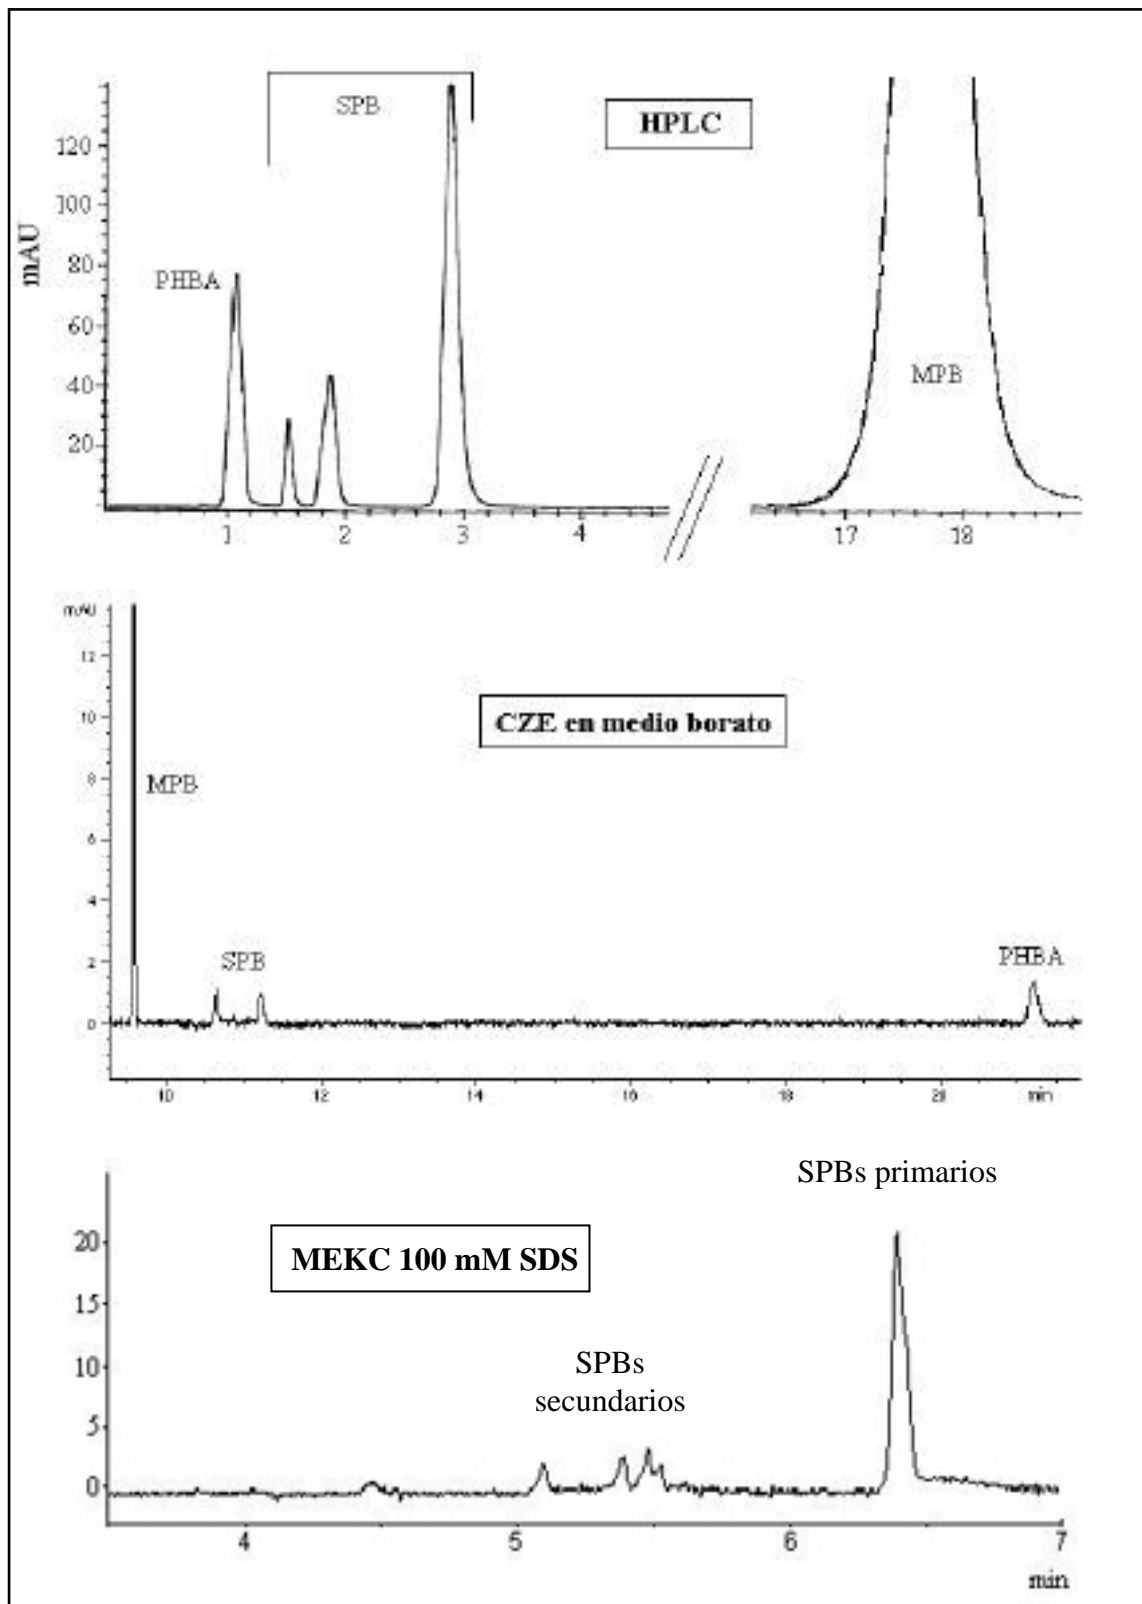 SPB
HPLC
120
100
80
60
40
20
mAU
PHBA
MPB
1 2 3 4 17 18
mAU
12
10
8
6
4
2
0
CZE en medio borato
MPB
SPB
PHBA
10 12 14 16 18 20 min
SPBs primarios
MEKC 100 mM SDS
20
15
10
5
0
SPBs
secundarios
4 5 6 7
min